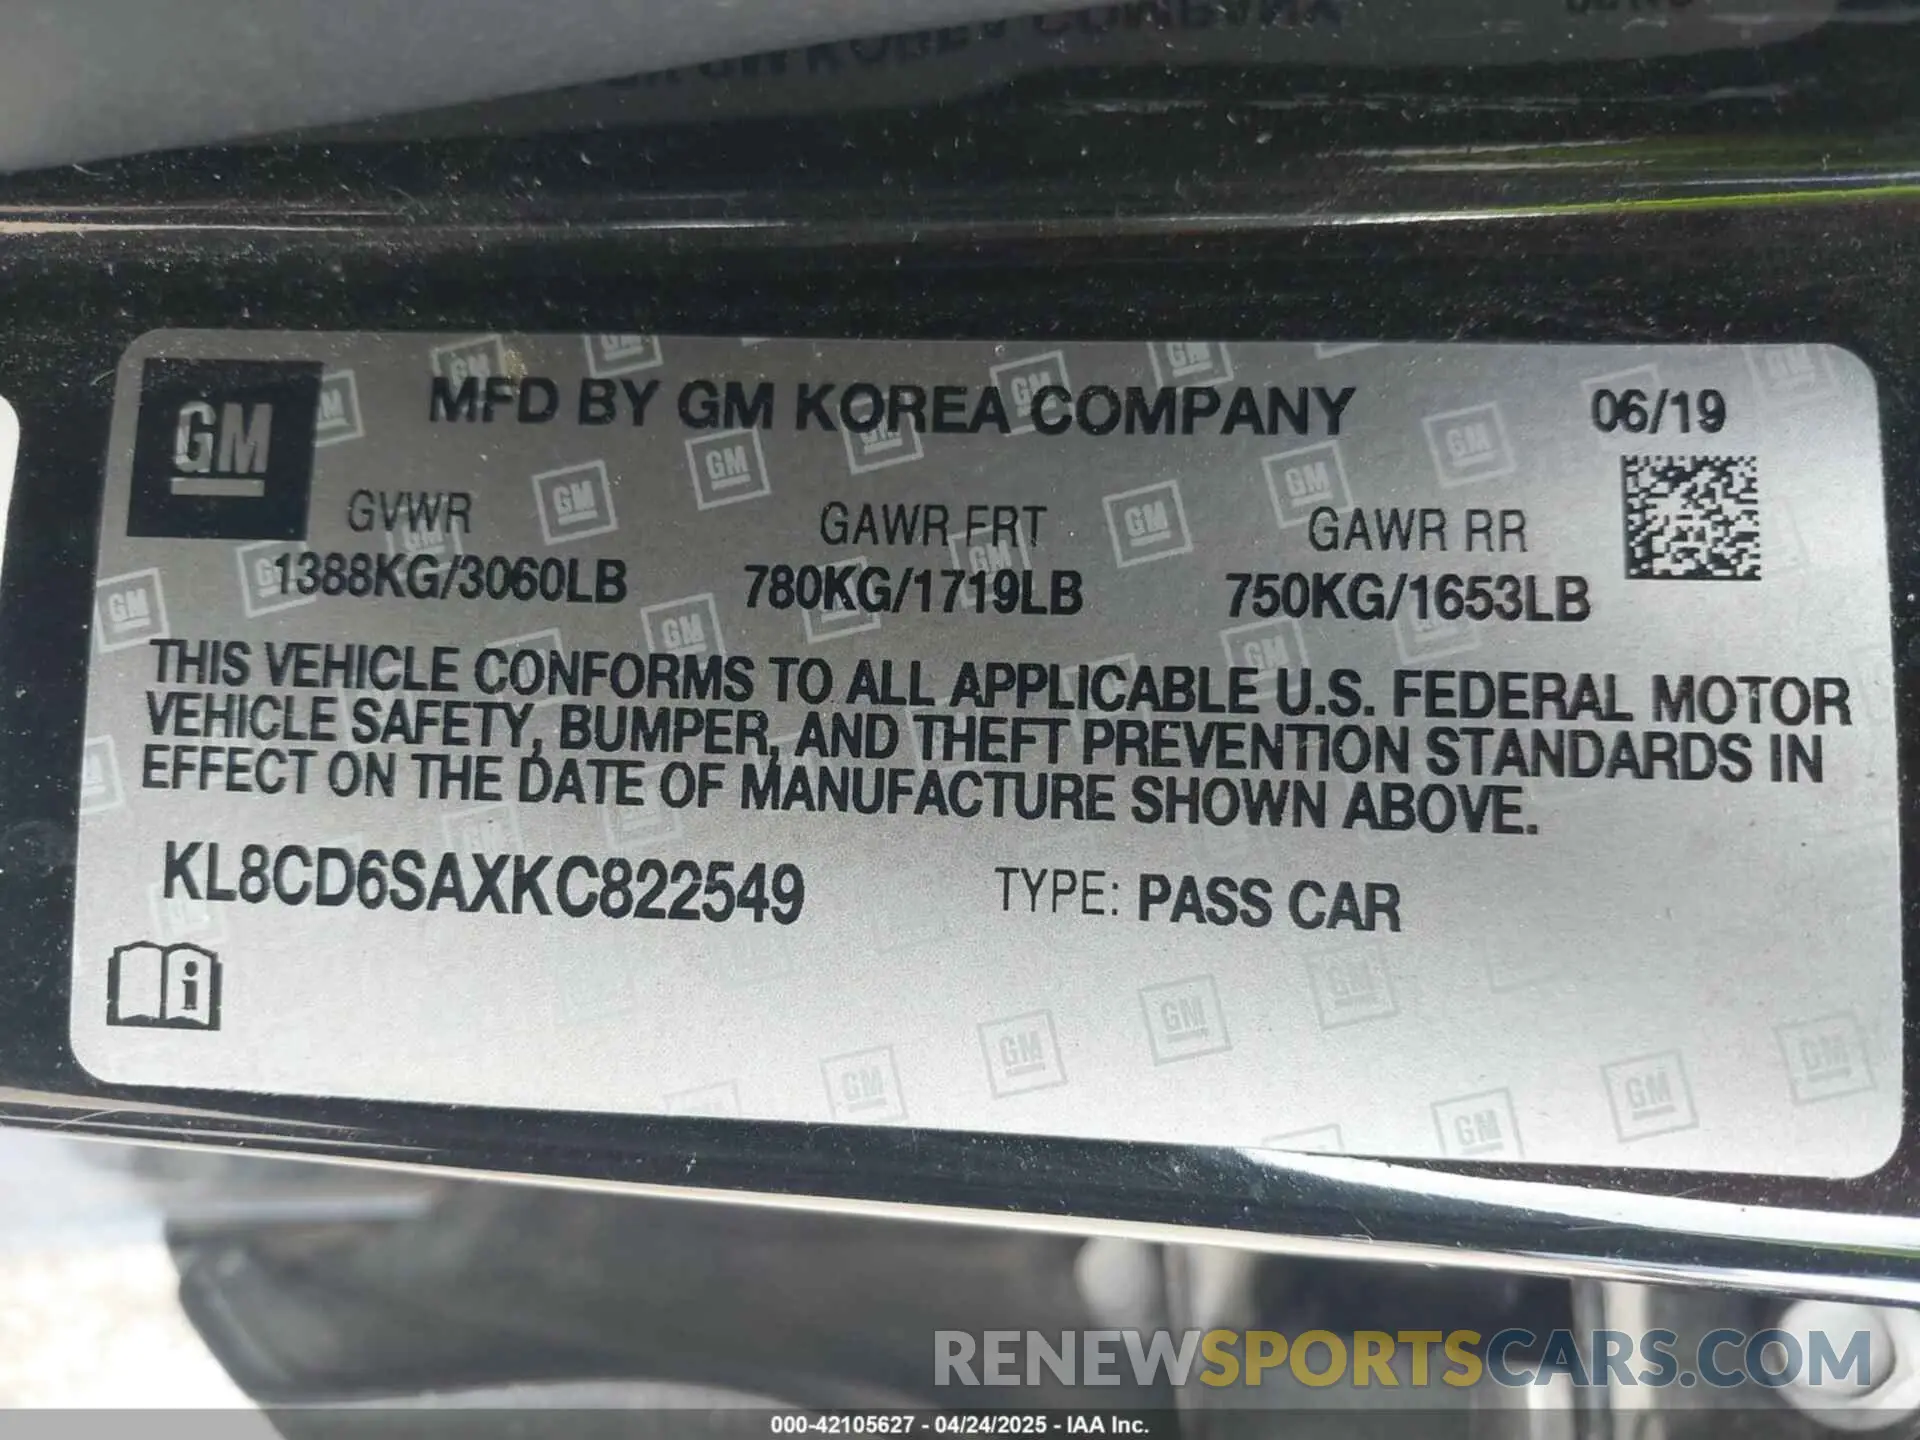 GM
MFD BY GM KOREA COMPANY 06/19
GVWR GAWR FRT GAWR RR
1388KG/3060LB 780KG/1719LB 750KG/1653LB
THIS VEHICLE CONFORMS TO ALL APPLICABLE U.S. FEDERAL MOTOR
VEHICLE SAFETY, BUMPER, AND THEFT PREVENTION STANDARDS IN
EFFECT ON THE DATE OF MANUFACTURE SHOWN ABOVE.
KL8CD6SAXKC822549 TYPE: PASS CAR
RENEWSPORTSCARS.COM
000-42105627 - 04/24/2025 - IAA Inc.